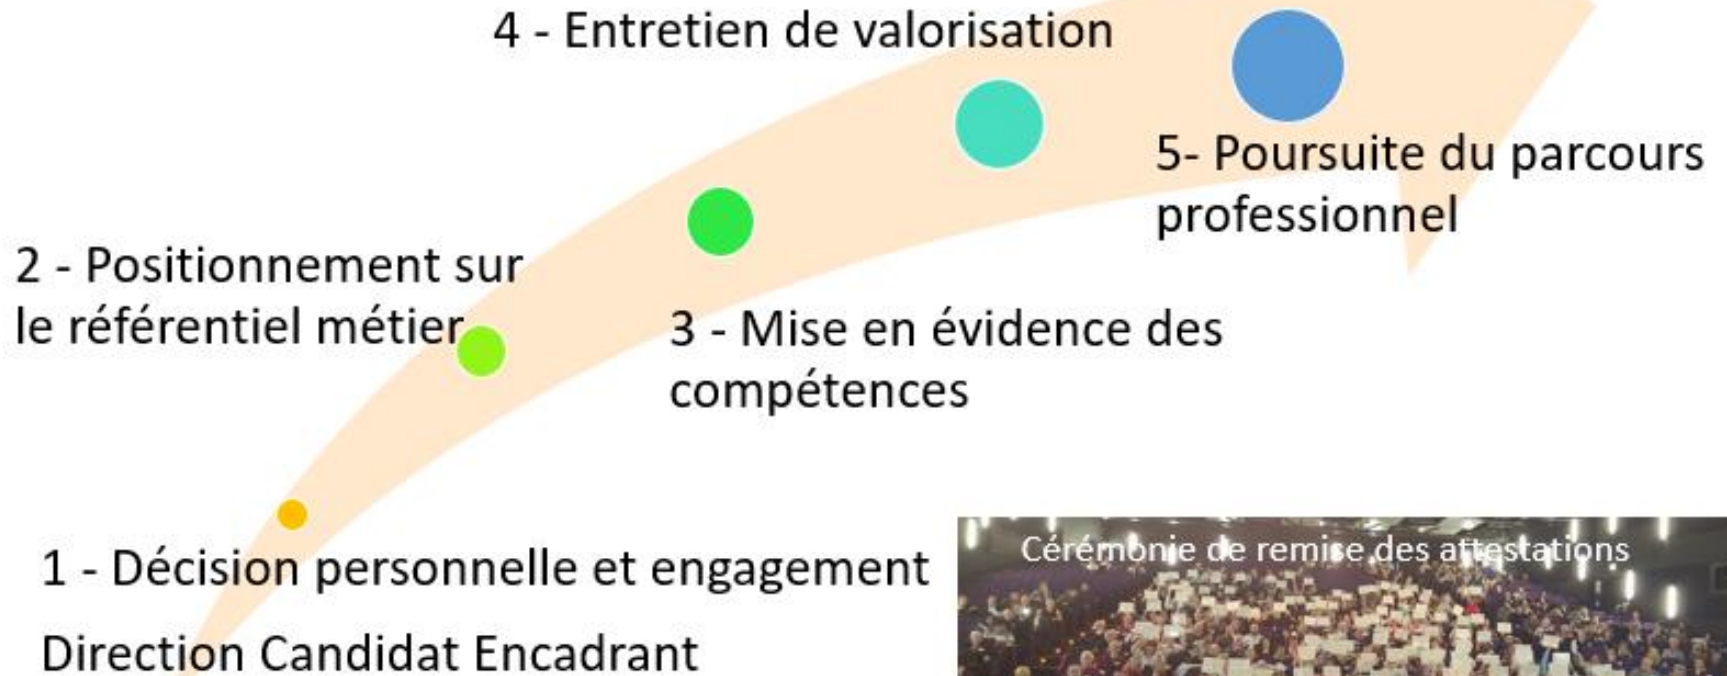 4 - Entretien de valorisation
5- Poursuite du parcours
professionnel
2 - Positionnement sur
le référentiel métier
3 - Mise en évidence des
compétences
1 - Décision personnelle et engagement
Direction Candidat Encadrant
Cérémonie de remise des attestations